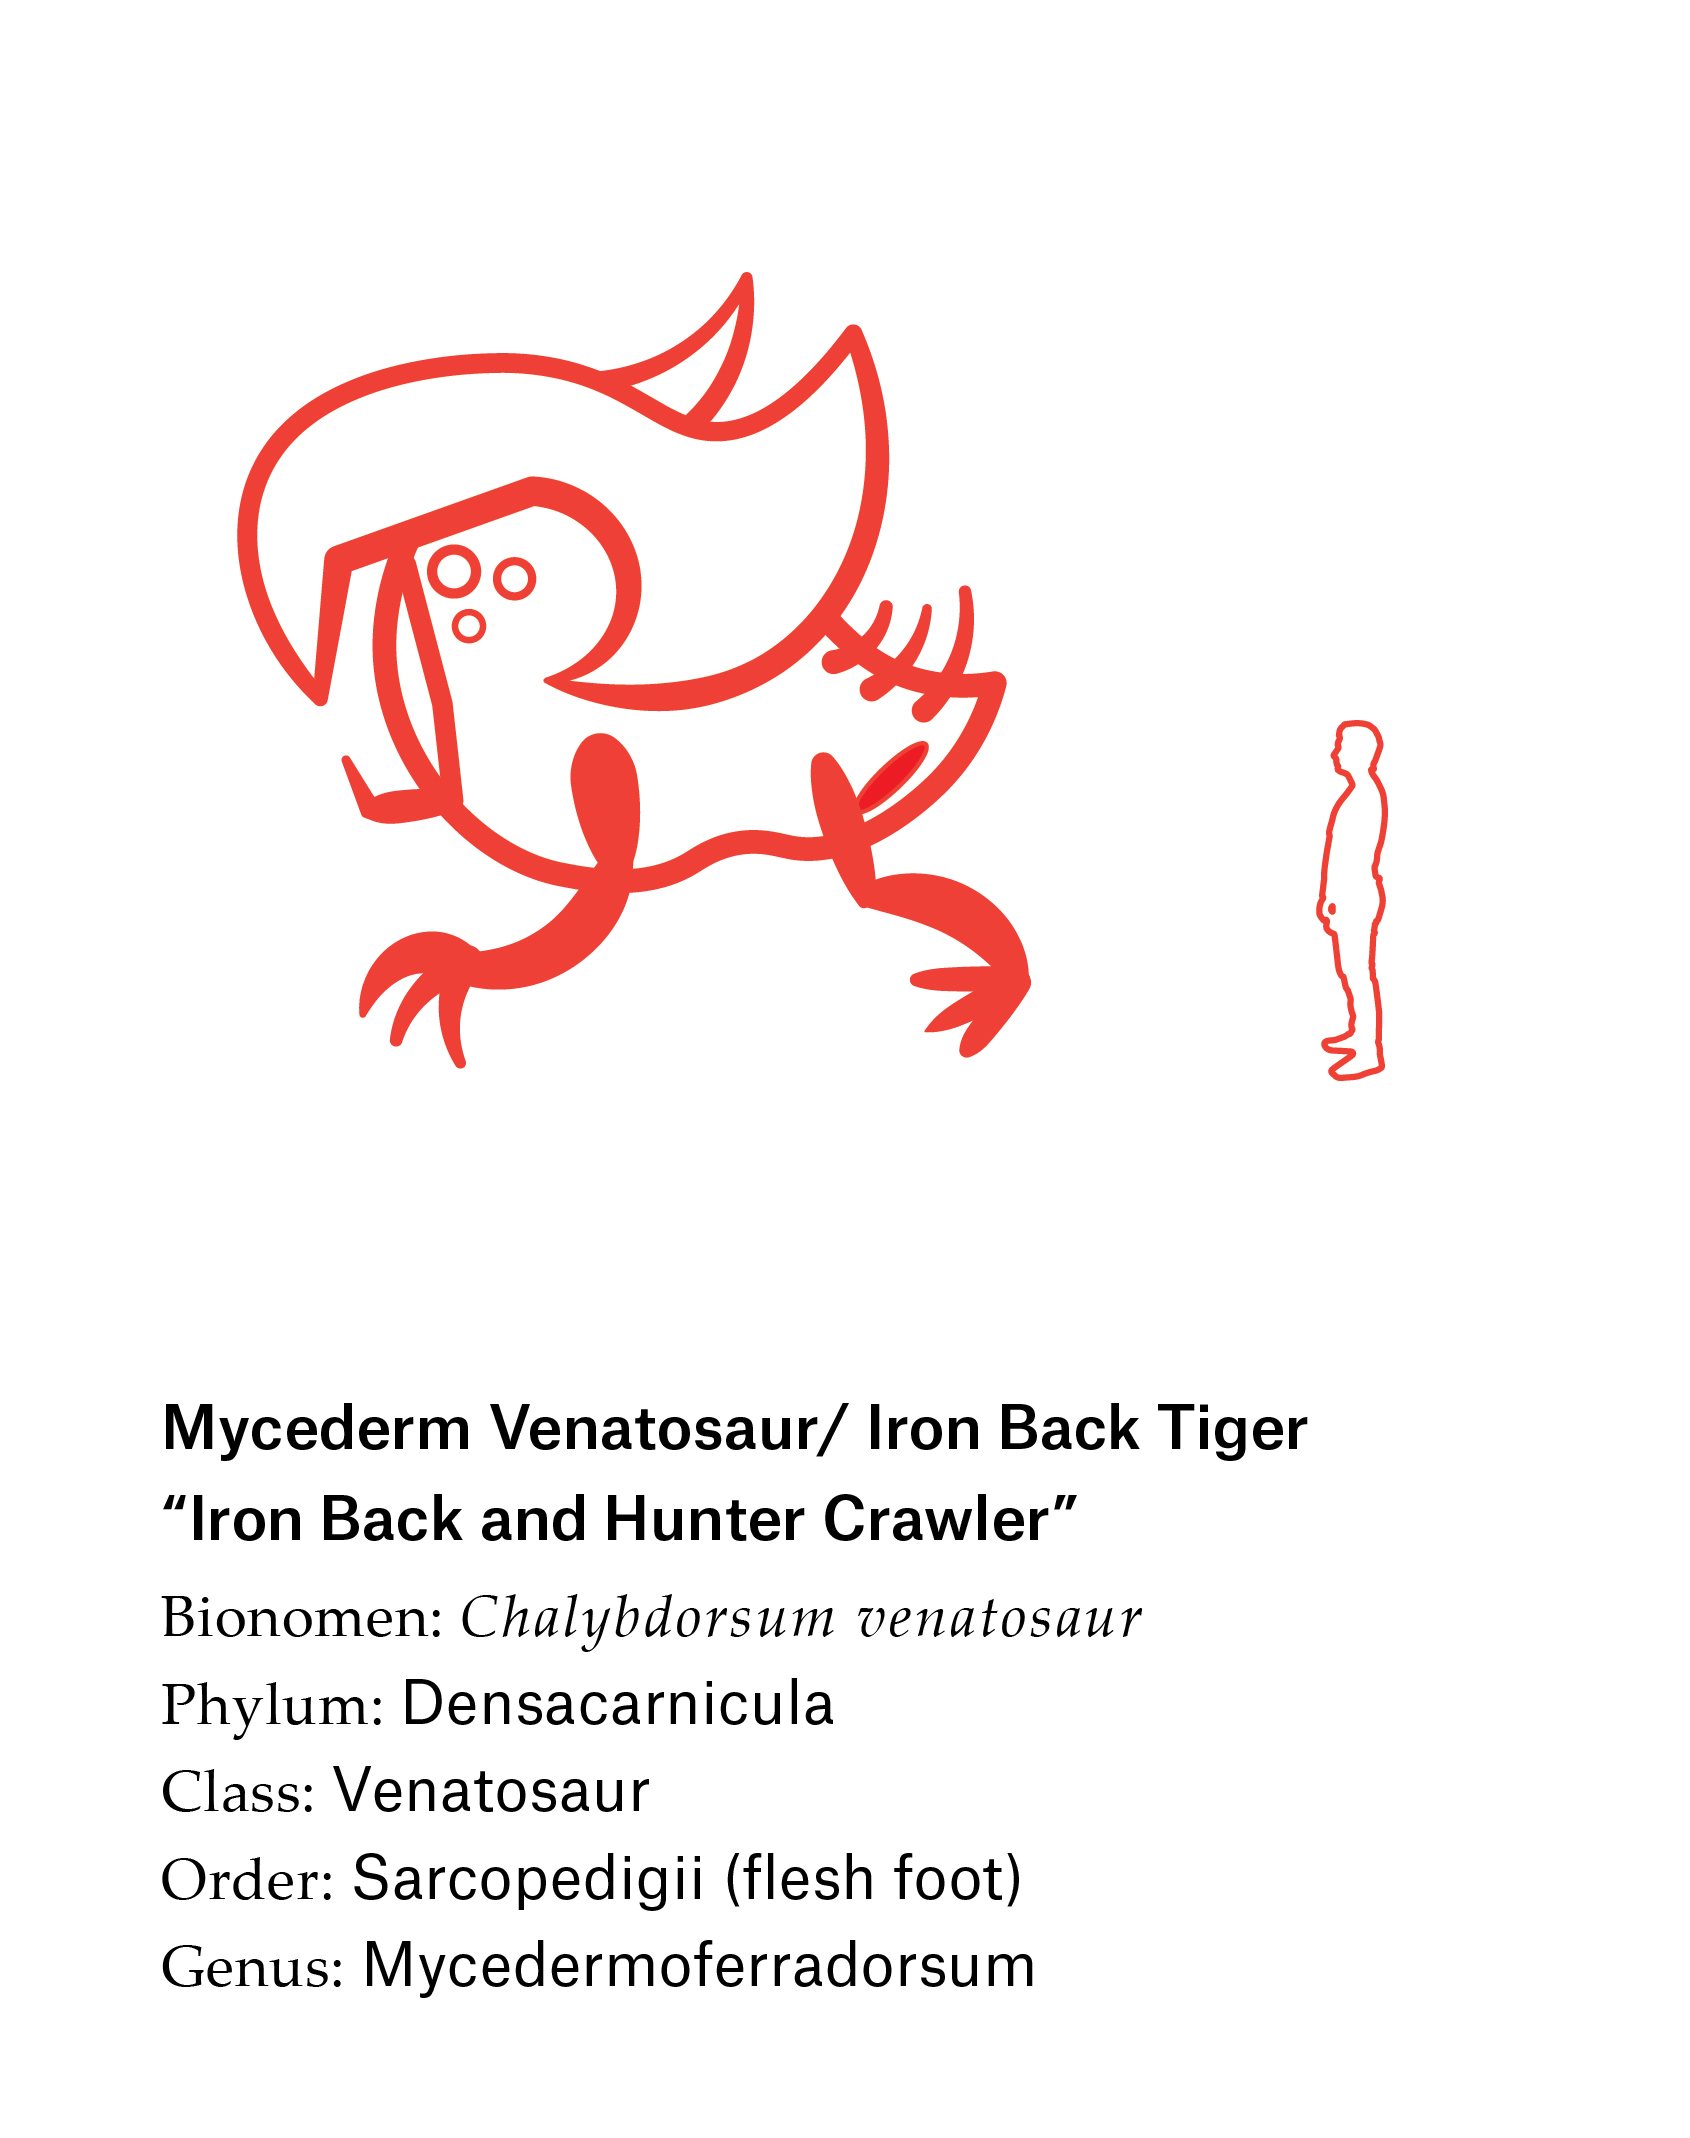 Mycederm Venatosaur/ Iron Back Tiger
“Iron Back and Hunter Crawler”
Bionomen: Chalybdorsum venatosaur
Phylum: Densacarnicula
Class: Venatosaur
Order: Sarcopedigii (flesh foot)
Genus: Mycedermoferradorsum